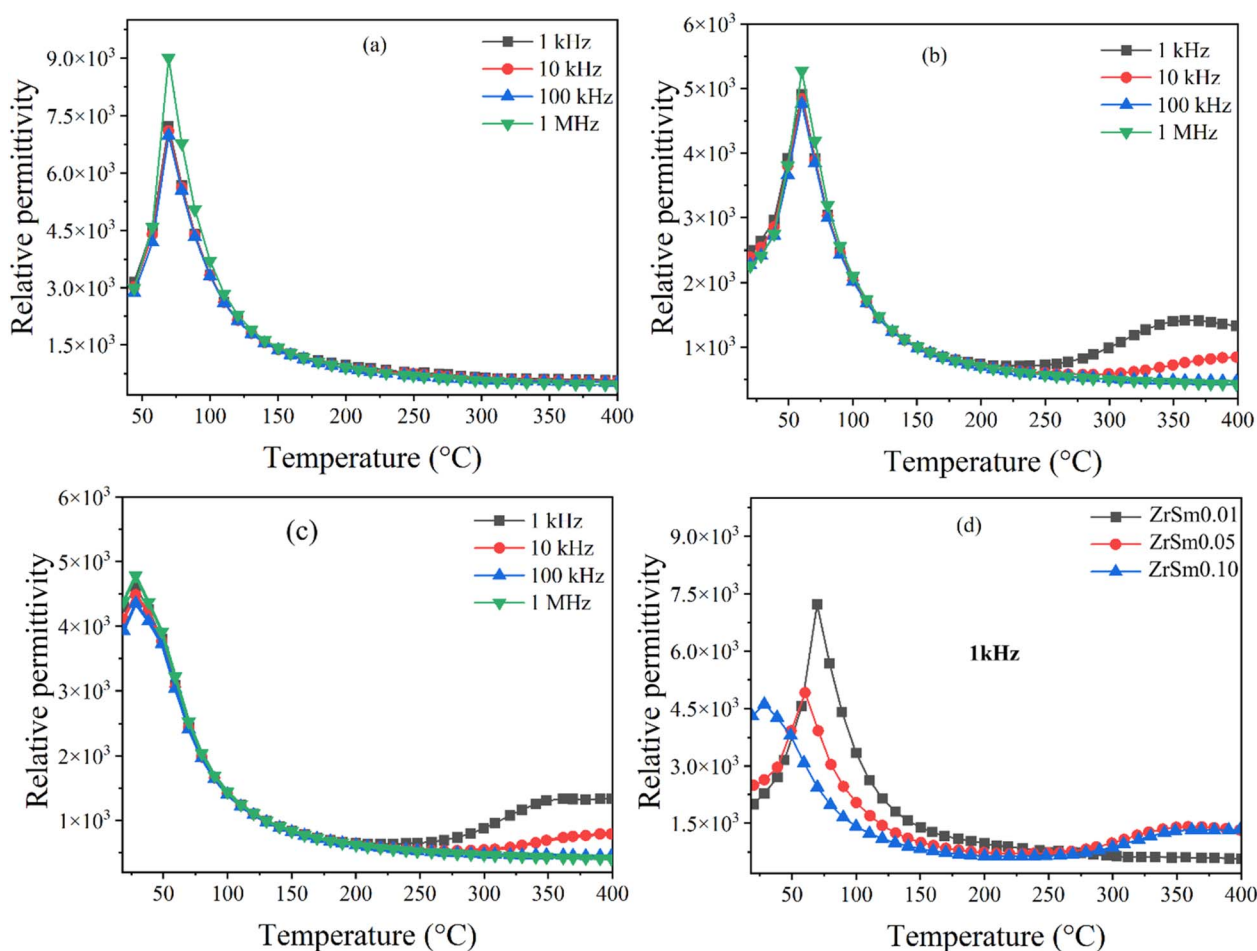 (a)
1 kHz
10 kHz
100 kHz
1 MHz
9.0×10³
7.5×10³
6.0×10³
4.5×10³
3.0×10³
1.5×10³
Relative permittivity
50 100 150 200 250 300 350 400
Temperature (°C)
(b)
1 kHz
10 kHz
100 kHz
1 MHz
6×10³
5×10³
4×10³
3×10³
2×10³
1×10³
Relative permittivity
50 100 150 200 250 300 350 400
Temperature (°C)
(c)
1 kHz
10 kHz
100 kHz
1 MHz
6×10³
5×10³
4×10³
3×10³
2×10³
1×10³
Relative permittivity
50 100 150 200 250 300 350 400
Temperature (°C)
(d)
ZrSm0.01
ZrSm0.05
ZrSm0.10
1kHz
9.0×10³
7.5×10³
6.0×10³
4.5×10³
3.0×10³
1.5×10³
Relative permittivity
50 100 150 200 250 300 350 400
Temperature (°C)